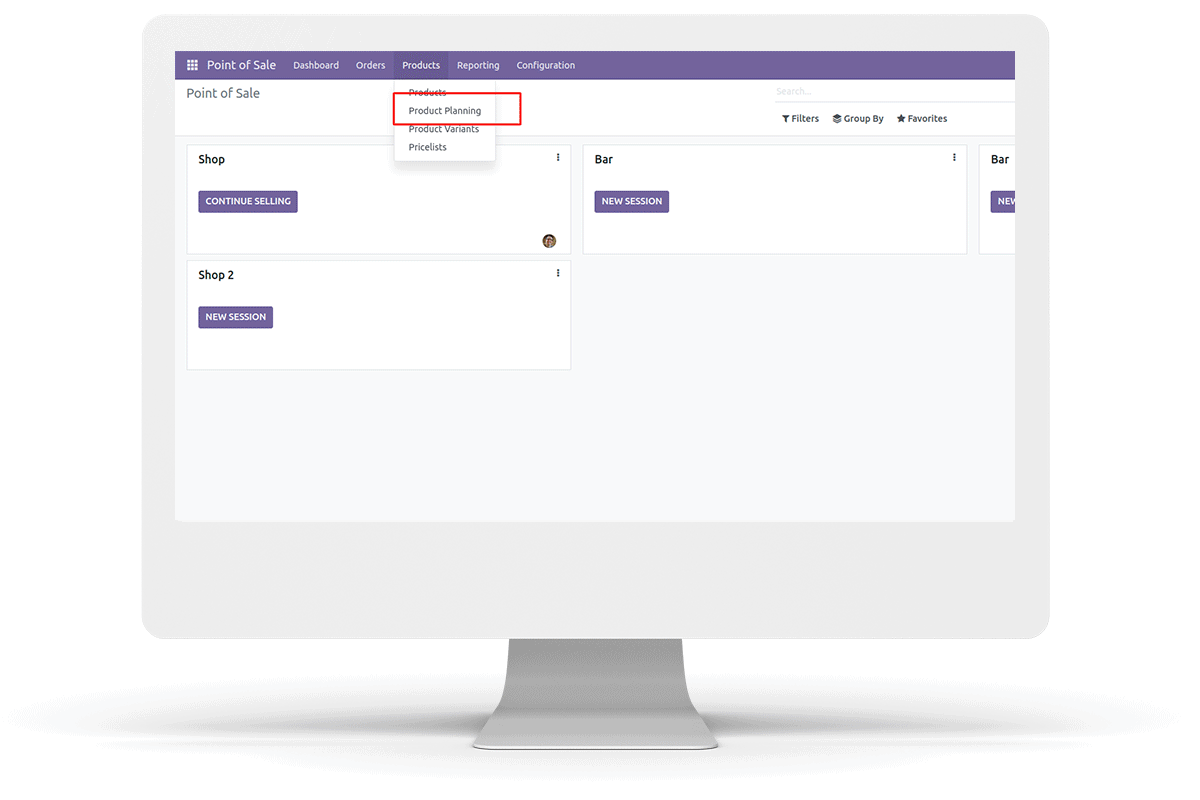 Point of Sale Dashboard Orders Products Reporting Configuration
Point of Sale
Search...
Products
Product Planning
Product Variants
Pricelists
Filters Group By Favorites
Shop
CONTINUE SELLING
Bar
NEW SESSION
Bar
NEW
Shop 2
NEW SESSION